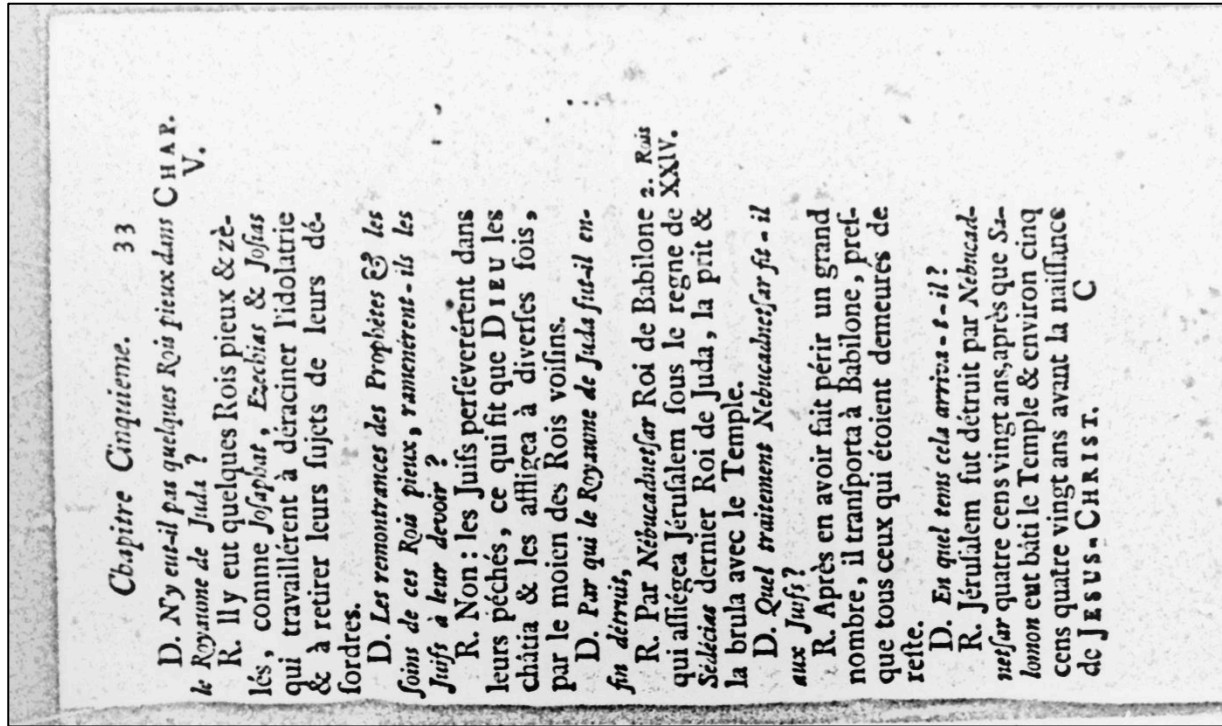 Chapitre Cinquieme. 33
D. N'y eut-il pas quelques Rois pieux dans CHAP.
le Royaume de Juda ? V.
R. Il y eut quelques Rois pieux & zè-
lés, comme Josaphat, Ezechias & Josias
qui travaillérent à déraciner l'idolatrie
& à retirer leurs sujets de leurs dé-
sordres.
D. Les remontrances des Prophétes & les
soins de ces Rois pieux, ramenérent-ils les
Juifs à leur devoir ?
R. Non : les Juifs persévérérent dans
leurs péchés, ce qui fit que DIEU les
châtia & les affligea à diverses fois,
par le moien des Rois voisins.
D. Par qui le Royaume de Juda fut-il en-
fin détruit,
R. Par Nébucadnesar Roi de Babilone 2. Rois
qui assiégea Jérusalem sous le regne de XXIV.
Sédécias dernier Roi de Juda, la prit &
la brula avec le Temple.
D. Quel traitement Nebucadnesar fit-il
aux Juifs ?
R. Après en avoir fait périr un grand
nombre, il transporta à Babilone, pres-
que tous ceux qui étoient demeurés de
reste.
D. En quel tems cela arriva-t-il ?
R. Jérusalem fut détruit par Nebucad-
nesar quatre cens vingt ans, après que Sa-
lomon eut bâti le Temple & environ cinq
cens quatre vingt ans avant la naissance
de JESUS-CHRIST. C